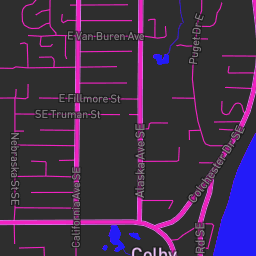 E Van Buren Ave
Puget Dr E
E Fillmore St
SE Truman St
Nebraska St SE
California Ave SE
Alaska Ave SE
Colchester Dr SE
Rd SE
Colby